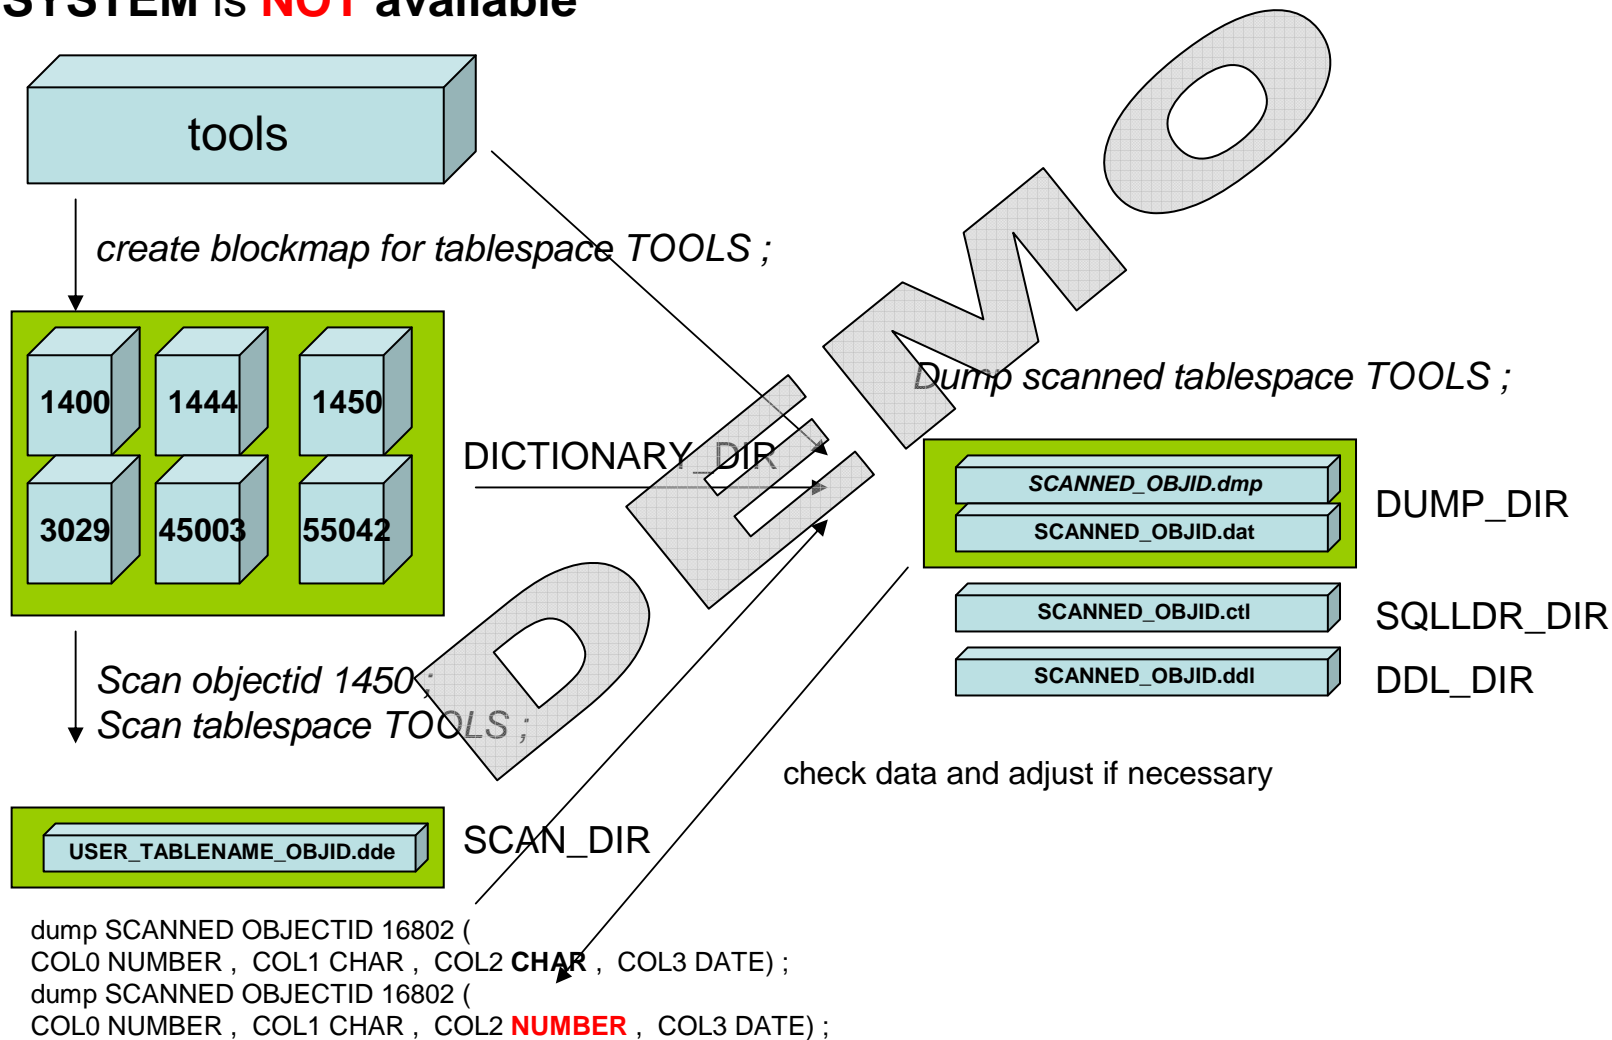 SYSTEM is NOT available
tools
create blockmap for tablespace TOOLS ;
1400 1444 1450
3029 45003 55042
DICTIONARY_DIR
Scan objectid 1450 ;
Scan tablespace TOOLS ;
USER_TABLENAME_OBJID.dde
SCAN_DIR
dump SCANNED OBJECTID 16802 (
COL0 NUMBER , COL1 CHAR , COL2 CHAR , COL3 DATE) ;
dump SCANNED OBJECTID 16802 (
COL0 NUMBER , COL1 CHAR , COL2 NUMBER , COL3 DATE) ;
DEMO
Dump scanned tablespace TOOLS ;
SCANNED_OBJID.dmp
SCANNED_OBJID.dat
DUMP_DIR
SCANNED_OBJID.ctl
SQLLDR_DIR
SCANNED_OBJID.ddl
DDL_DIR
check data and adjust if necessary